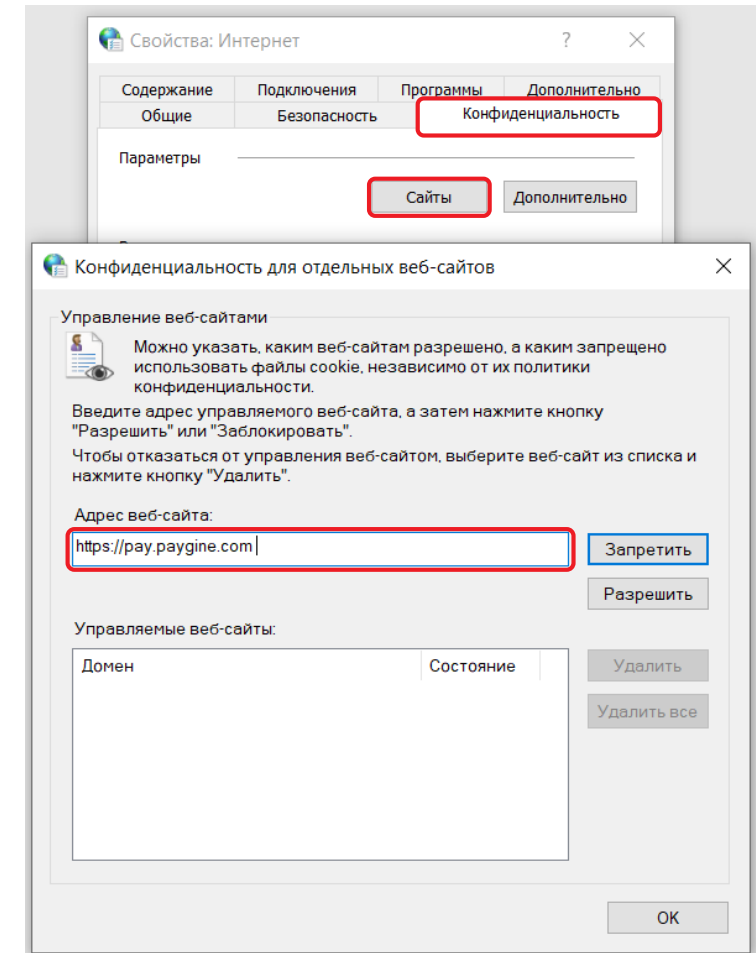 Свойства: Интернет
?
Содержание Подключения Программы Дополнительно
Общие Безопасность Конфиденциальность
Параметры
Сайты Дополнительно
Конфиденциальность для отдельных веб-сайтов
Управление веб-сайтами
Можно указать, каким веб-сайтам разрешено, а каким запрещено
использовать файлы cookie, независимо от их политики
конфиденциальности.
Введите адрес управляемого веб-сайта, а затем нажмите кнопку
"Разрешить" или "Заблокировать".
Чтобы отказаться от управления веб-сайтом, выберите веб-сайт из списка и
нажмите кнопку "Удалить".
Адрес веб-сайта:
https://pay.paygine.com
Запретить
Разрешить
Управляемые веб-сайты:
Домен Состояние
Удалить
Удалить все
OK